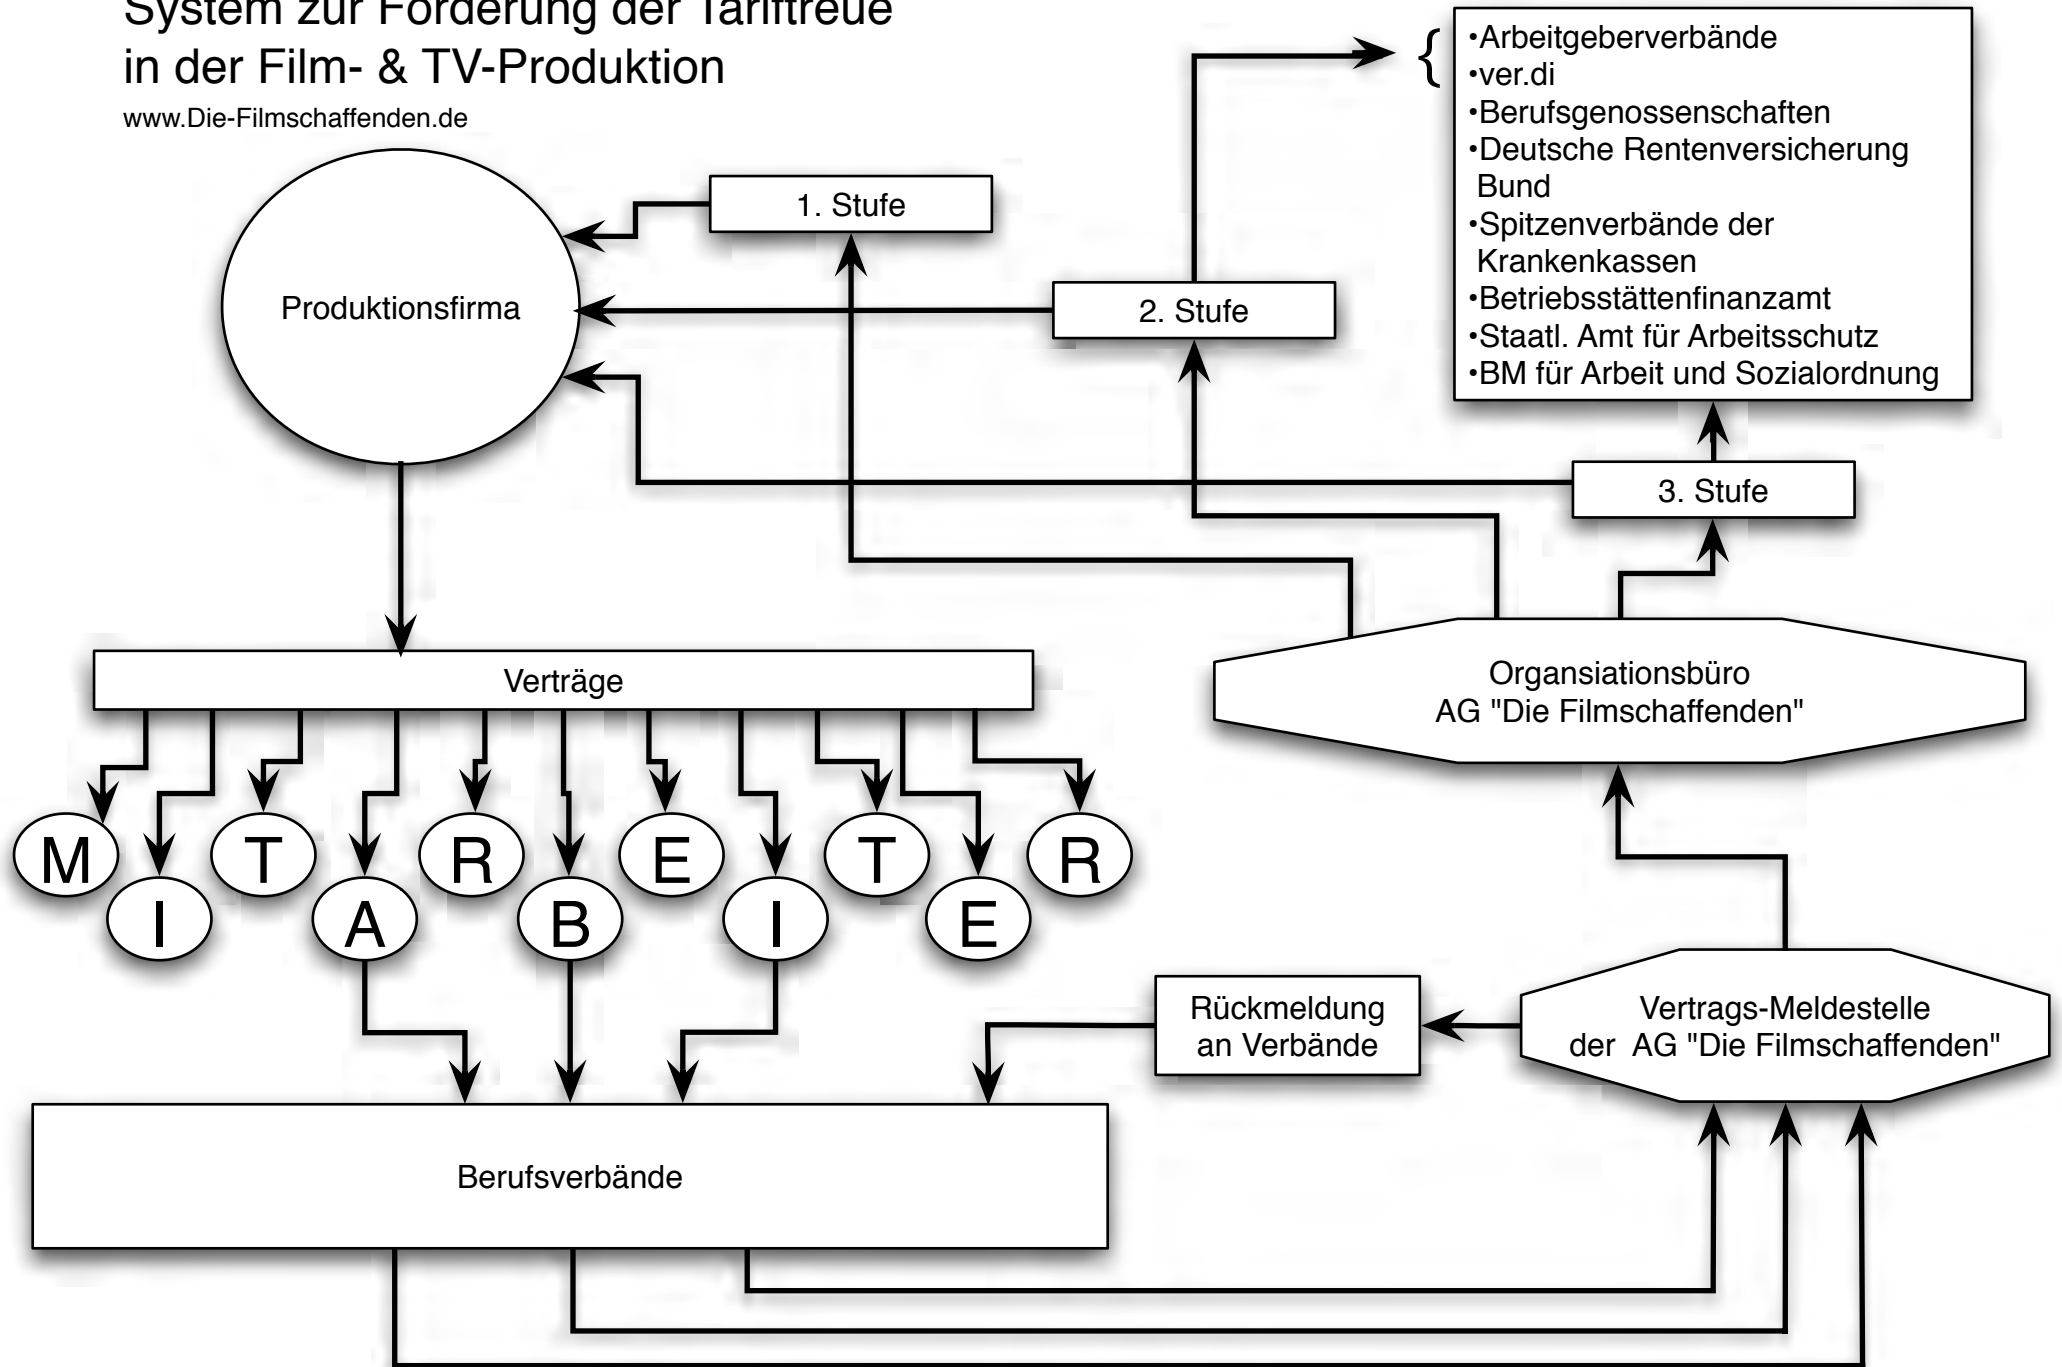 System zur Förderung der Tariftreue
in der Film- & TV-Produktion
www.Die-Filmschaffenden.de
{
•Arbeitgeberverbände
•ver.di
•Berufsgenossenschaften
•Deutsche Rentenversicherung
Bund
•Spitzenverbände der
Krankenkassen
•Betriebsstättenfinanzamt
•Staatl. Amt für Arbeitsschutz
•BM für Arbeit und Sozialordnung
1. Stufe
Produktionsfirma
2. Stufe
3. Stufe
Verträge
Organsiationsbüro
AG "Die Filmschaffenden"
M I T A R B E I T E R
Rückmeldung
an Verbände
Vertrags-Meldestelle
der AG "Die Filmschaffenden"
Berufsverbände